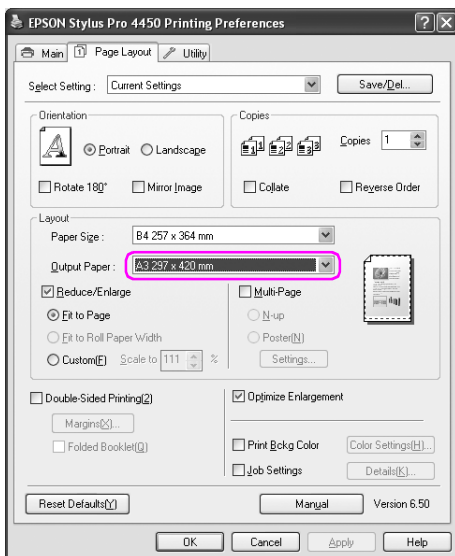 EPSON Stylus Pro 4450 Printing Preferences
Main Page Layout Utility
Select Setting : Current Settings Save/Del...
Orientation
Portrait Landscape
Rotate 180° Mirror Image
Copies
Copies 1
Collate Reverse Order
Layout
Paper Size : B4 257 x 364 mm
Output Paper : A3 297 x 420 mm
Reduce/Enlarge
Fit to Page
Fit to Roll Paper Width
Custom(F) Scale to 111 %
Multi-Page
N-up
Poster(N)
Settings...
Double-Sided Printing(2)
Margins(X)...
Folded Booklet(Q)
Optimize Enlargement
Print Bckg Color Color Settings(H)...
Job Settings Details(K)...
Reset Defaults(Y) Manual Version 6.50
OK Cancel Apply Help